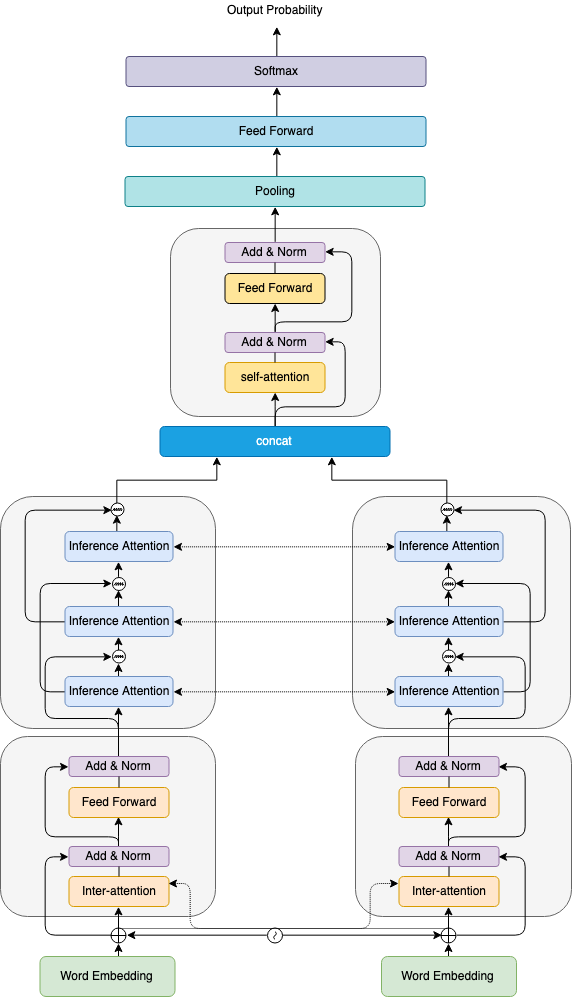 Output Probability
Softmax
Feed Forward
Pooling
Add & Norm
Feed Forward
Add & Norm
self-attention
concat
Inference Attention
Inference Attention
Inference Attention
Inference Attention
Inference Attention
Inference Attention
Add & Norm
Add & Norm
Feed Forward
Feed Forward
Add & Norm
Add & Norm
Inter-attention
Inter-attention
Word Embedding
Word Embedding